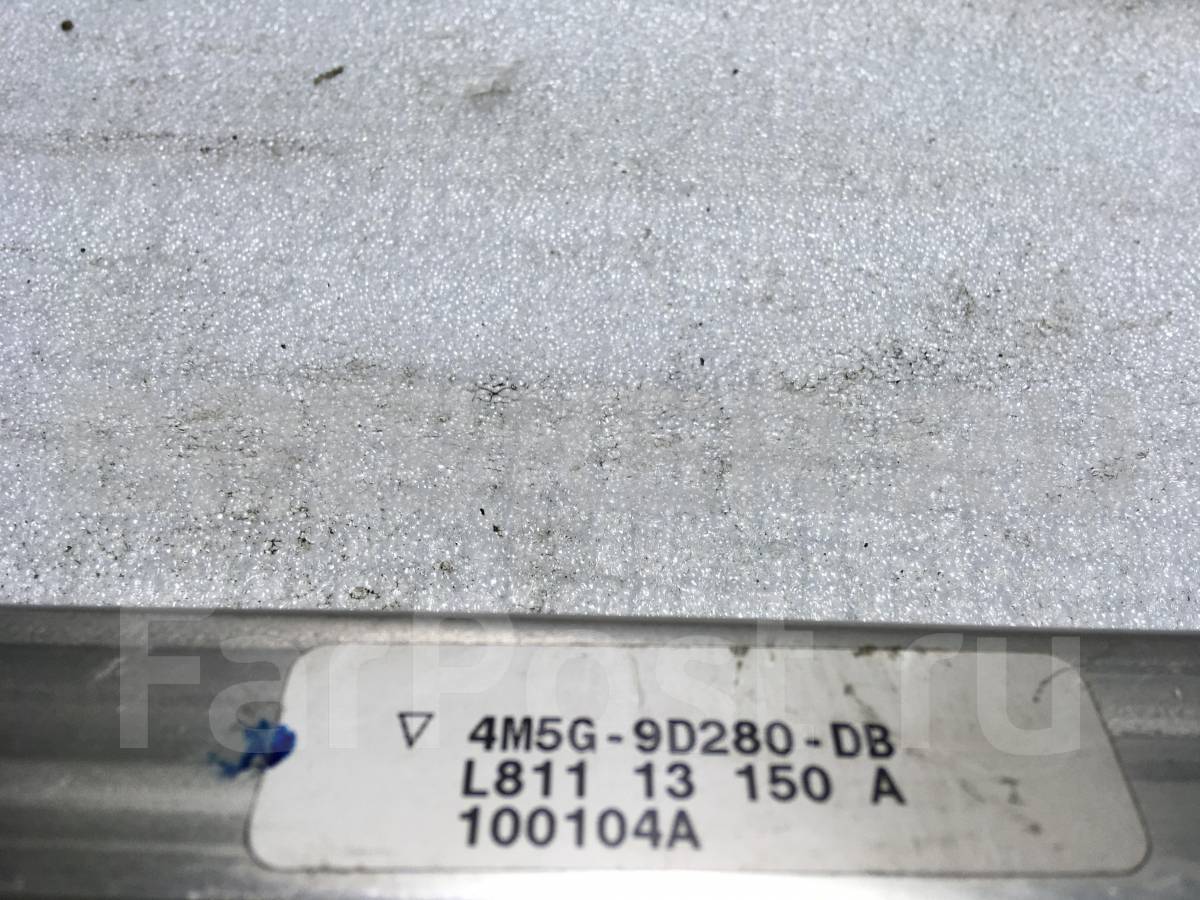 FarPost.ru
▽ 4M5G-9D280-DB
L811 13 150 A
100104A